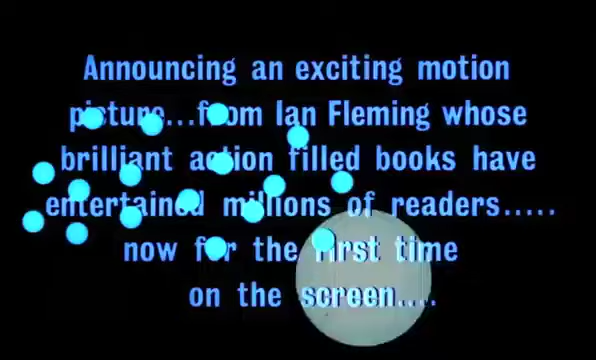 Announcing an exciting motion
picture...from Ian Fleming whose
brilliant action filled books have
entertained millions of readers.....
now for the first time
on the screen....